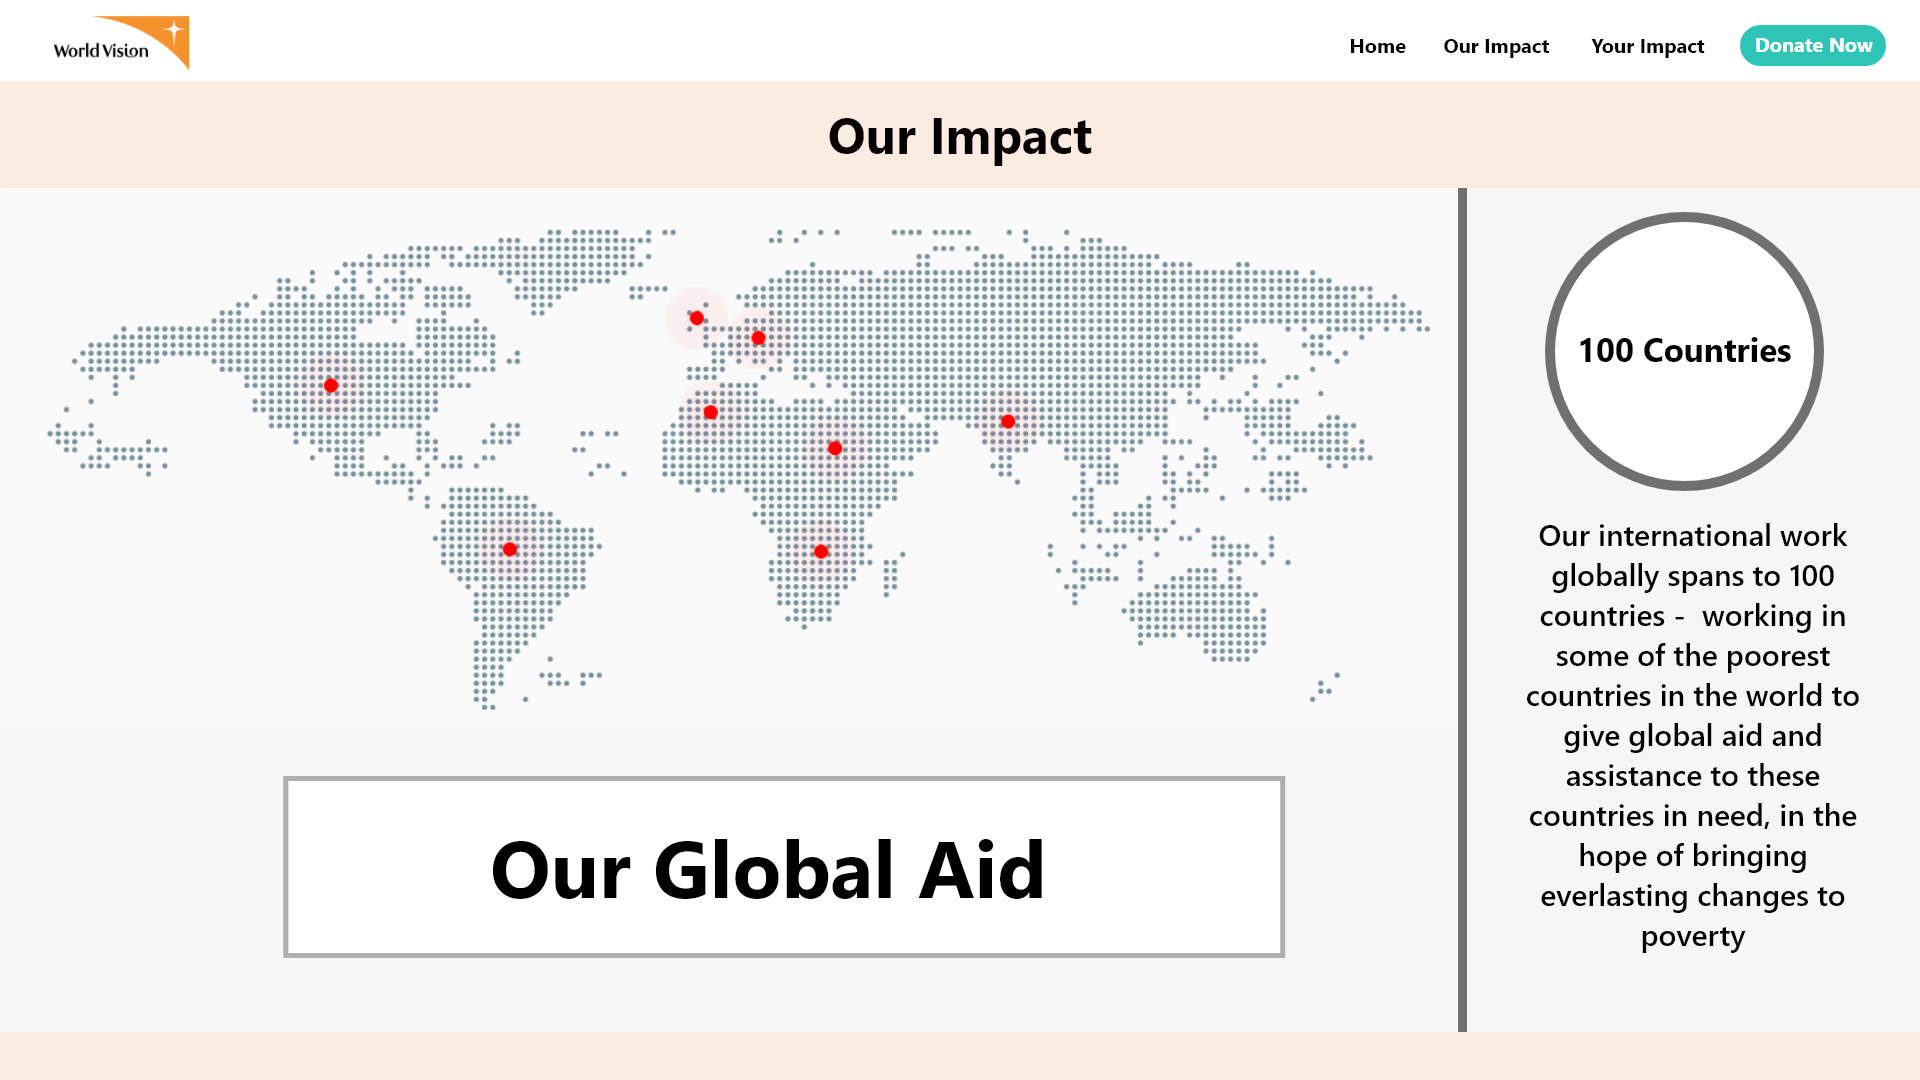 World Vision
Home
Our Impact
Your Impact
Donate Now
Our Impact
100 Countries
Our international work
globally spans to 100
countries -  working in
some of the poorest
countries in the world to
give global aid and
assistance to these
countries in need, in the
hope of bringing
everlasting changes to
poverty
Our Global Aid